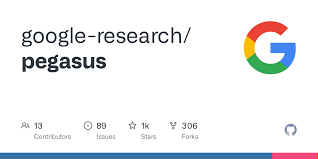 google-research/
pegasus
13
Contributors
89
Issues
1k
Stars
306
Forks